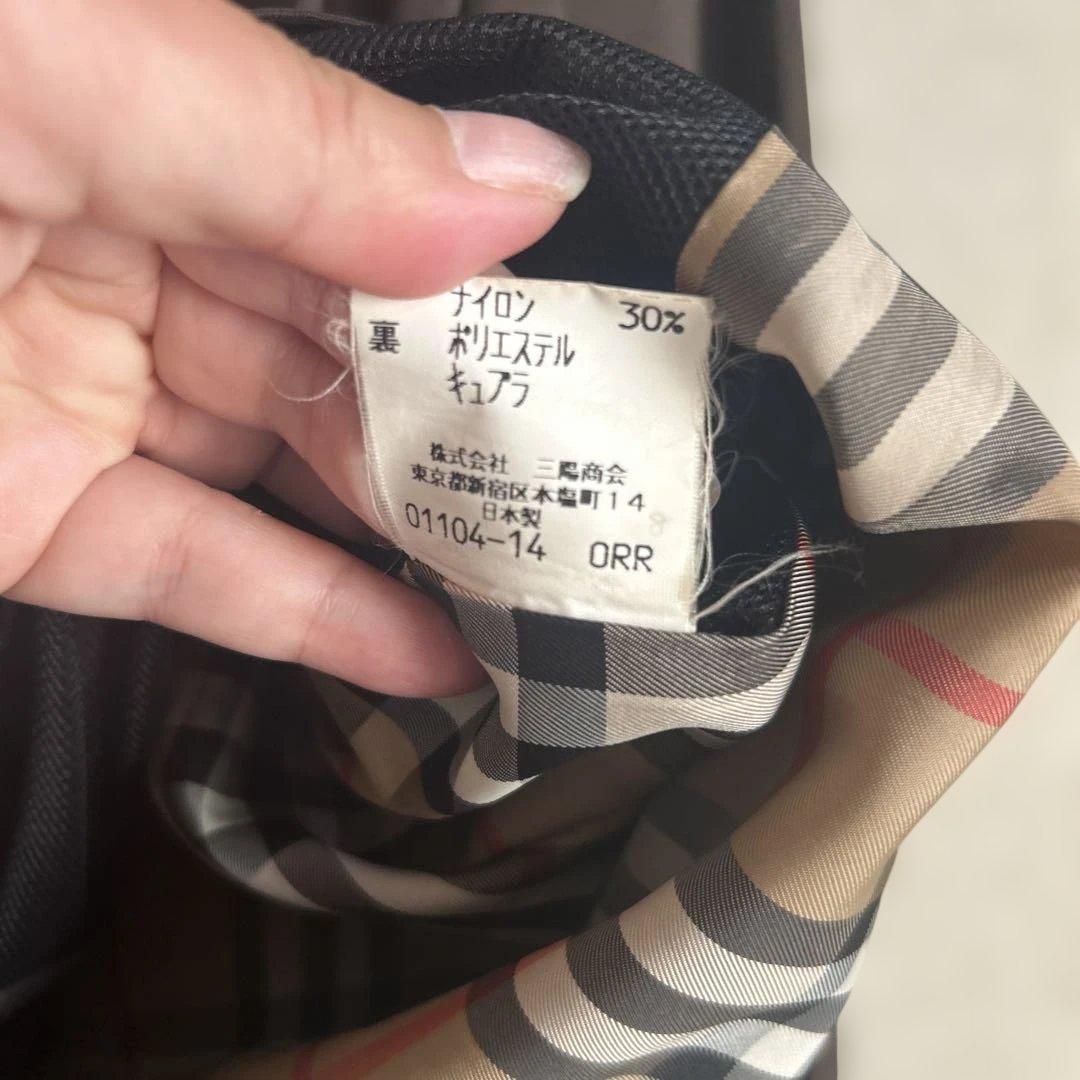 ナイロン 30%
裏 ポリエステル
キュプラ
株式会社 三陽商会
東京都新宿区本塩町14
日本製
01104-14 ORR